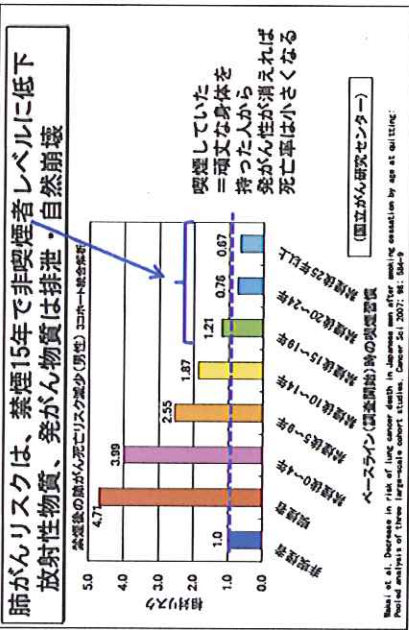 肺がんリスクは、禁煙15年で非喫煙者レベルに低下
放射性物質、発がん物質は排泄・自然崩壊
禁煙後の肺がん死亡リスク減少(男性) 3コホート統合解析
相対リスク
5.0
4.0
3.0
2.0
1.0
0.0
1.0
4.71
3.99
2.55
1.87
1.21
0.76
0.67
非喫煙者
喫煙者
禁煙後0〜4年
禁煙後5〜9年
禁煙後10〜14年
禁煙後15〜19年
禁煙後20〜24年
禁煙後25年以上
ベースライン(調査開始)時の喫煙習慣
喫煙していた
=頑丈な身体を
持った人から
発がん性が消えれば
死亡率は小さくなる
(国立がん研究センター)
Wakai et al. Decrease in risk of lung cancer death in Japanese men after smoking cessation by age at quitting:
Pooled analysis of three large-scale cohort studies. Cancer Sci 2007; 98: 584-9